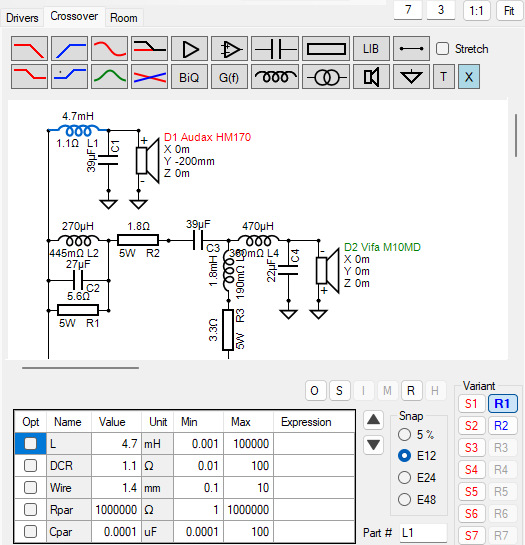 7 3 1:1 Fit
Drivers Crossover Room
LIB Stretch
BiQ G(f) T X
4.7mH
1.1Ω L1
39µF
C1
+
-
D1 Audax HM170
X 0m
Y -200mm
Z 0m
270µH 1.8Ω 39µF 470µH
445mΩ L2 5W R2 C3 L4
27µF
C2
5.6Ω
5W R1
1.8mH
190mΩ
3.3Ω
5W R3
22µF
C4
-
+
D2 Vifa M10MD
X 0m
Y 0m
Z 0m
O S I M R H
Variant
S1 R1
S2 R2
S3 R3
S4 R4
S5 R5
S6 R6
S7 R7
Snap
5 %
E12
E24
E48
Part # L1
Opt Name Value Unit Min Max Expression
L 4.7 mH 0.001 100000
DCR 1.1 Ω 0.01 100
Wire 1.4 mm 0.1 10
Rpar 1000000 Ω 1 1000000
Cpar 0.0001 uF 0.0001 100